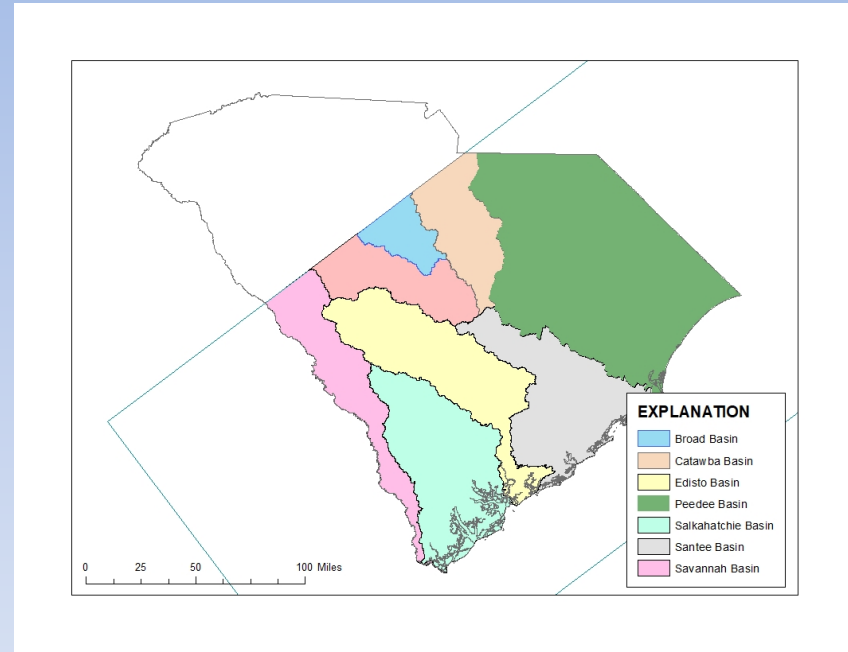 EXPLANATION
Broad Basin
Catawba Basin
Edisto Basin
Peedee Basin
Salkahatchie Basin
Santee Basin
Savannah Basin
0 25 50 100 Miles